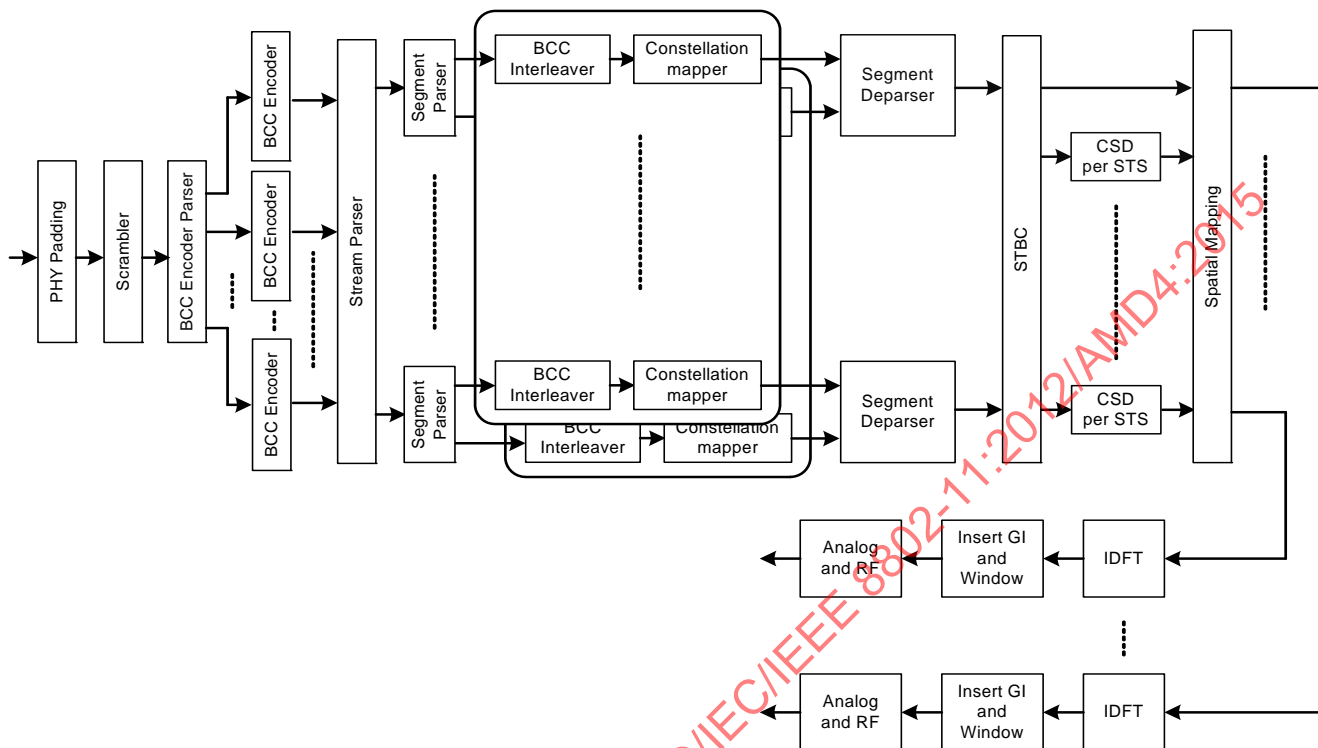 PHY Padding
Scrambler
BCC Encoder Parser
BCC Encoder
BCC Encoder
BCC Encoder
Stream Parser
Segment
Parser
Segment
Parser
BCC
Interleaver
Constellation
mapper
BCC
Interleaver
Constellation
mapper
BCC
Interleaver
Constellation
mapper
Segment
Deparser
Segment
Deparser
STBC
CSD
per STS
CSD
per STS
Spatial Mapping
Analog
and RF
Insert GI
and
Window
IDFT
Analog
and RF
Insert GI
and
Window
IDFT
/IEC/IEEE 8802-11:2012/AMD4:2015